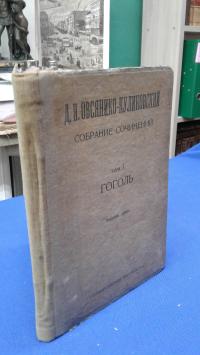 Д. Н. ОВСЯНИКО-КУЛИКОВСКИЙ
СОБРАНИЕ СОЧИНЕНИЙ
ТОМ I
ГОГОЛЬ